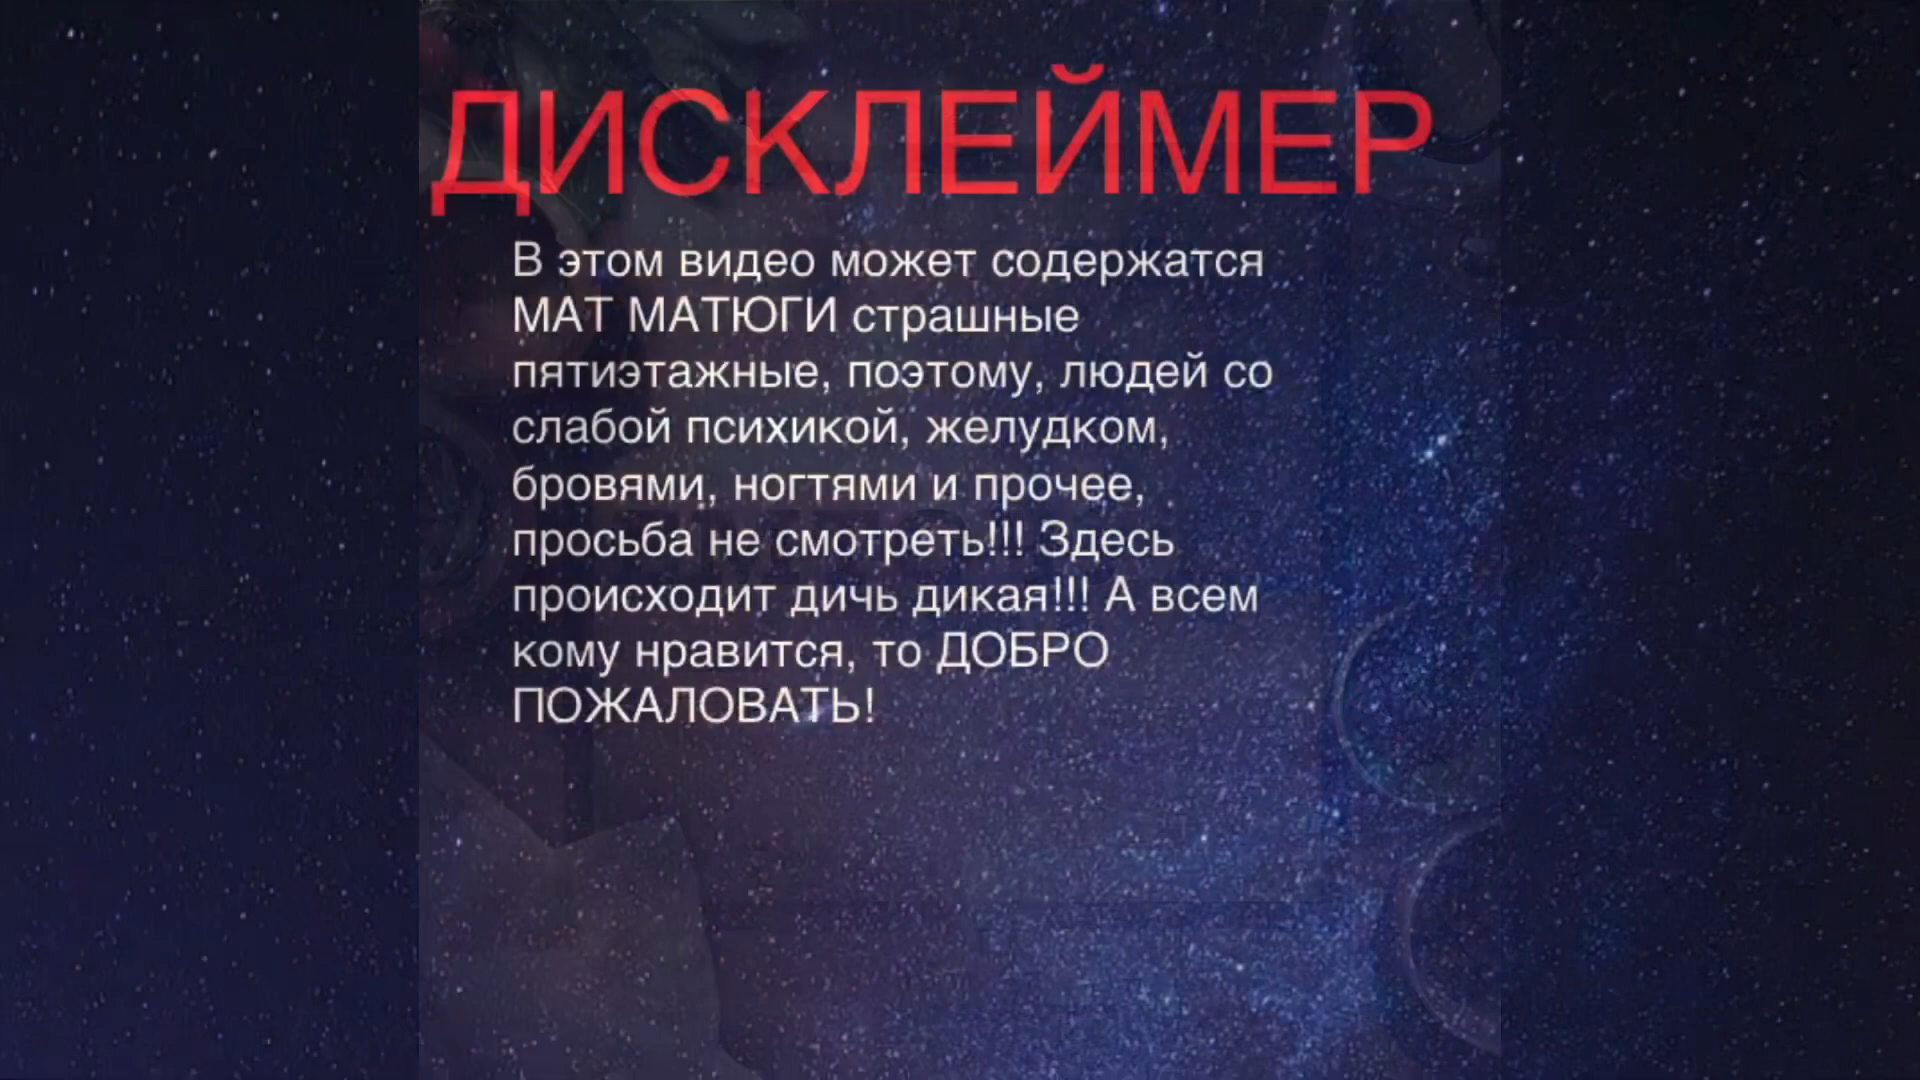 ДИСКЛЕЙМЕР
В этом видео может содержатся
МАТ МАТЮГИ страшные
пятиэтажные, поэтому, людей со
слабой психикой, желудком,
бровями, ногтями и прочее,
просьба не смотреть!!! Здесь
происходит дичь дикая!!! А всем
кому нравится, то ДОБРО
ПОЖАЛОВАТЬ!